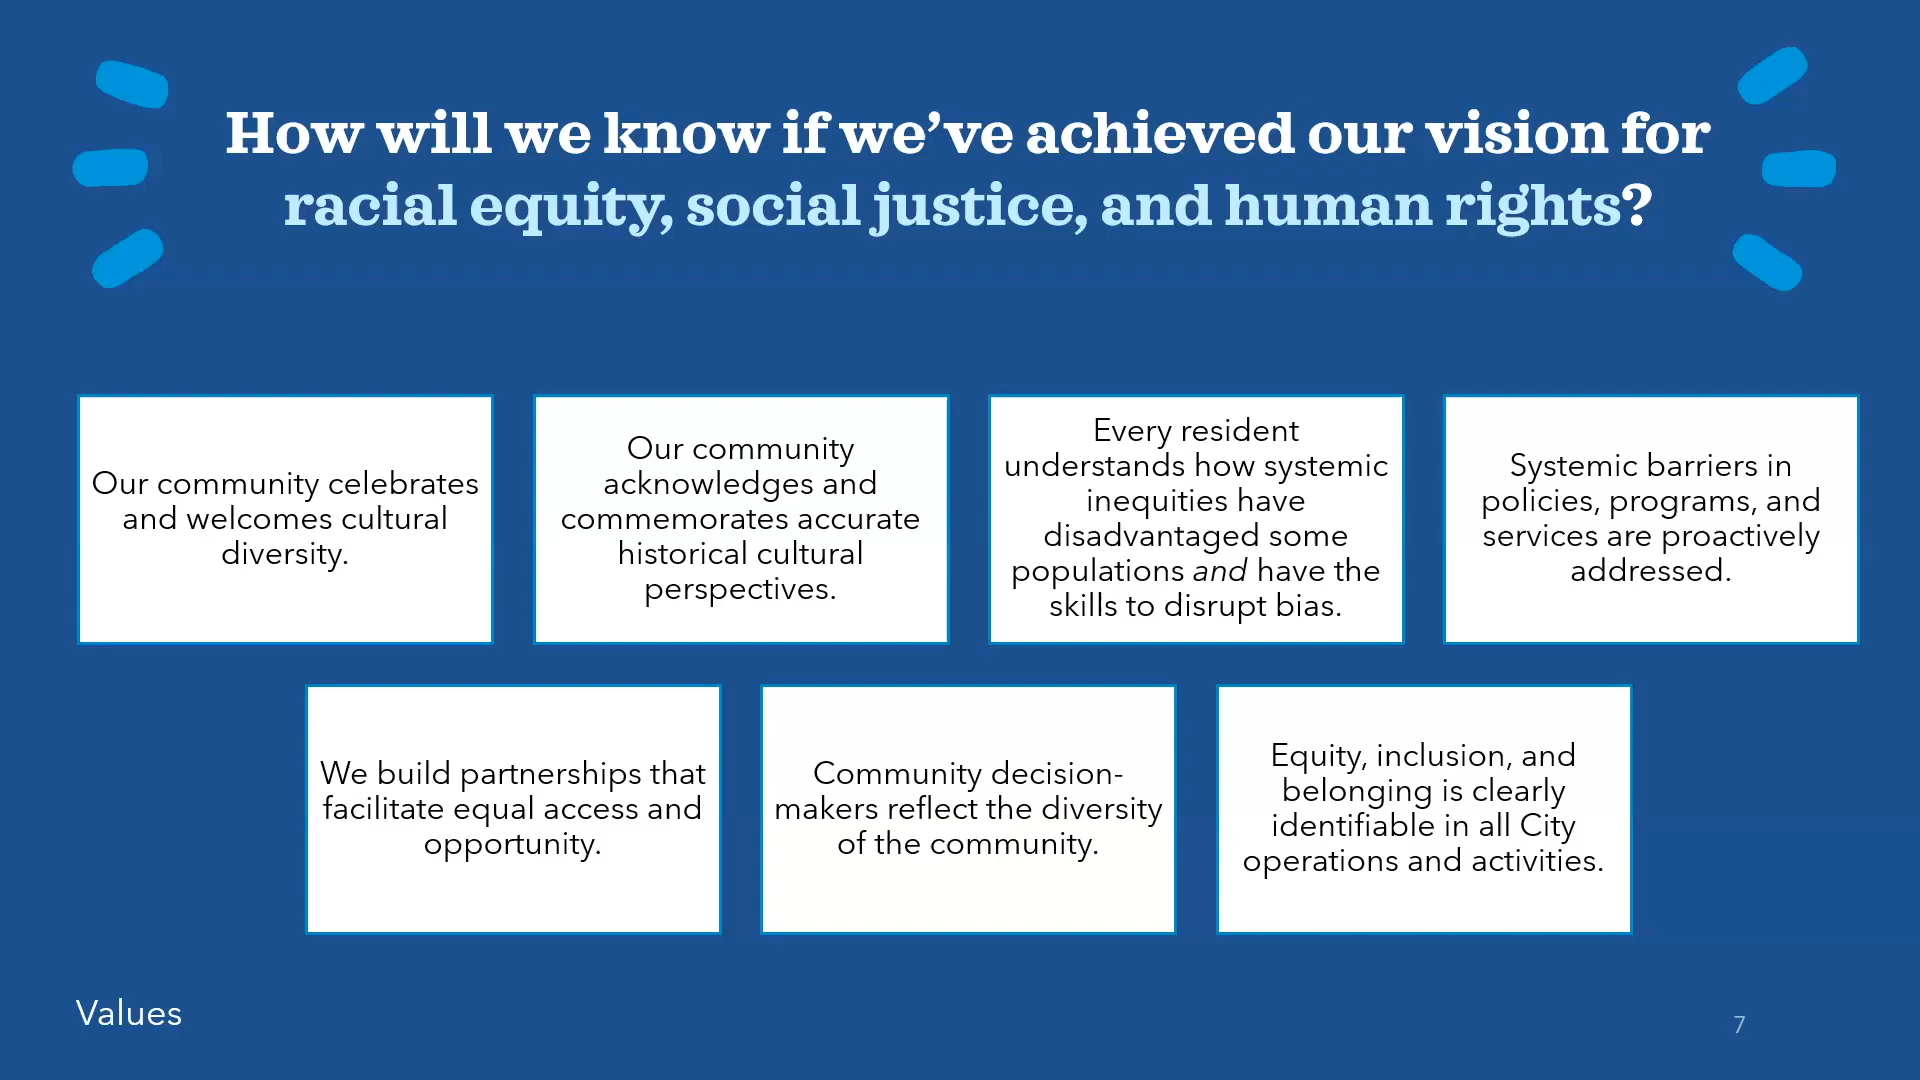 How will we know if we’ve achieved our vision for
racial equity, social justice, and human rights?
Our community celebrates
and welcomes cultural
diversity.
Our community
acknowledges and
commemorates accurate
historical cultural
perspectives.
Every resident
understands how systemic
inequities have
disadvantaged some
populations and have the
skills to disrupt bias.
Systemic barriers in
policies, programs, and
services are proactively
addressed.
We build partnerships that
facilitate equal access and
opportunity.
Community decision-
makers reflect the diversity
of the community.
Equity, inclusion, and
belonging is clearly
identifiable in all City
operations and activities.
Values
7